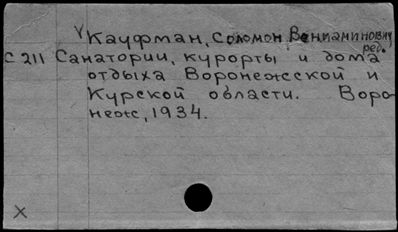 √Кауфман, Соломон Вениаминович,
ред.
С 211 Санатории, курорты и дома
отдыха Воронежской и
Курской области. Воро-
неж, 1934.
X